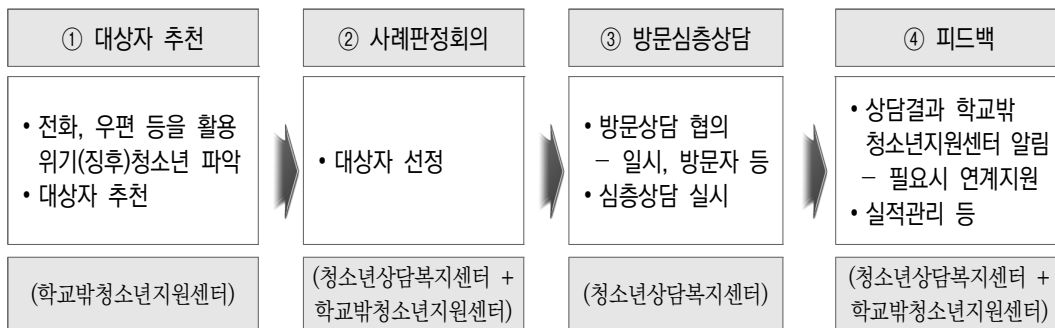 ① 대상자 추천
② 사례판정회의
③ 방문심층상담
④ 피드백
• 전화, 우편 등을 활용
위기(징후)청소년 파악
• 대상자 추천
• 대상자 선정
• 방문상담 협의
- 일시, 방문자 등
• 심층상담 실시
• 상담결과 학교밖
청소년지원센터 알림
- 필요시 연계지원
• 실적관리 등
(학교밖청소년지원센터)
(청소년상담복지센터 +
학교밖청소년지원센터)
(청소년상담복지센터)
(청소년상담복지센터 +
학교밖청소년지원센터)